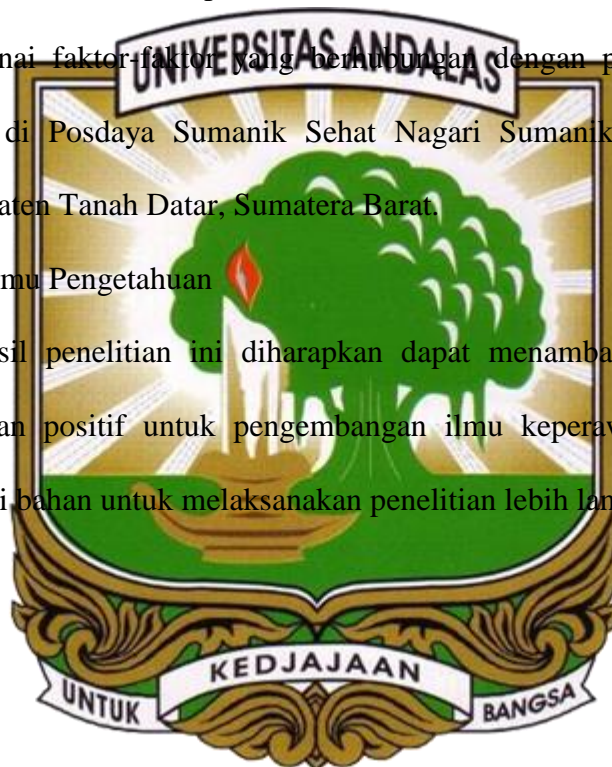 UNIVERSITAS ANDALAS
nai faktor-faktor yang berhubungan dengan p
di Posdaya Sumanik Sehat Nagari Sumanik
aten Tanah Datar, Sumatera Barat.
mu Pengetahuan
sil penelitian ini diharapkan dapat menamba
an positif untuk pengembangan ilmu kepera
i bahan untuk melaksanakan penelitian lebih lan
UNTUK KEDJAJAAN BANGSA